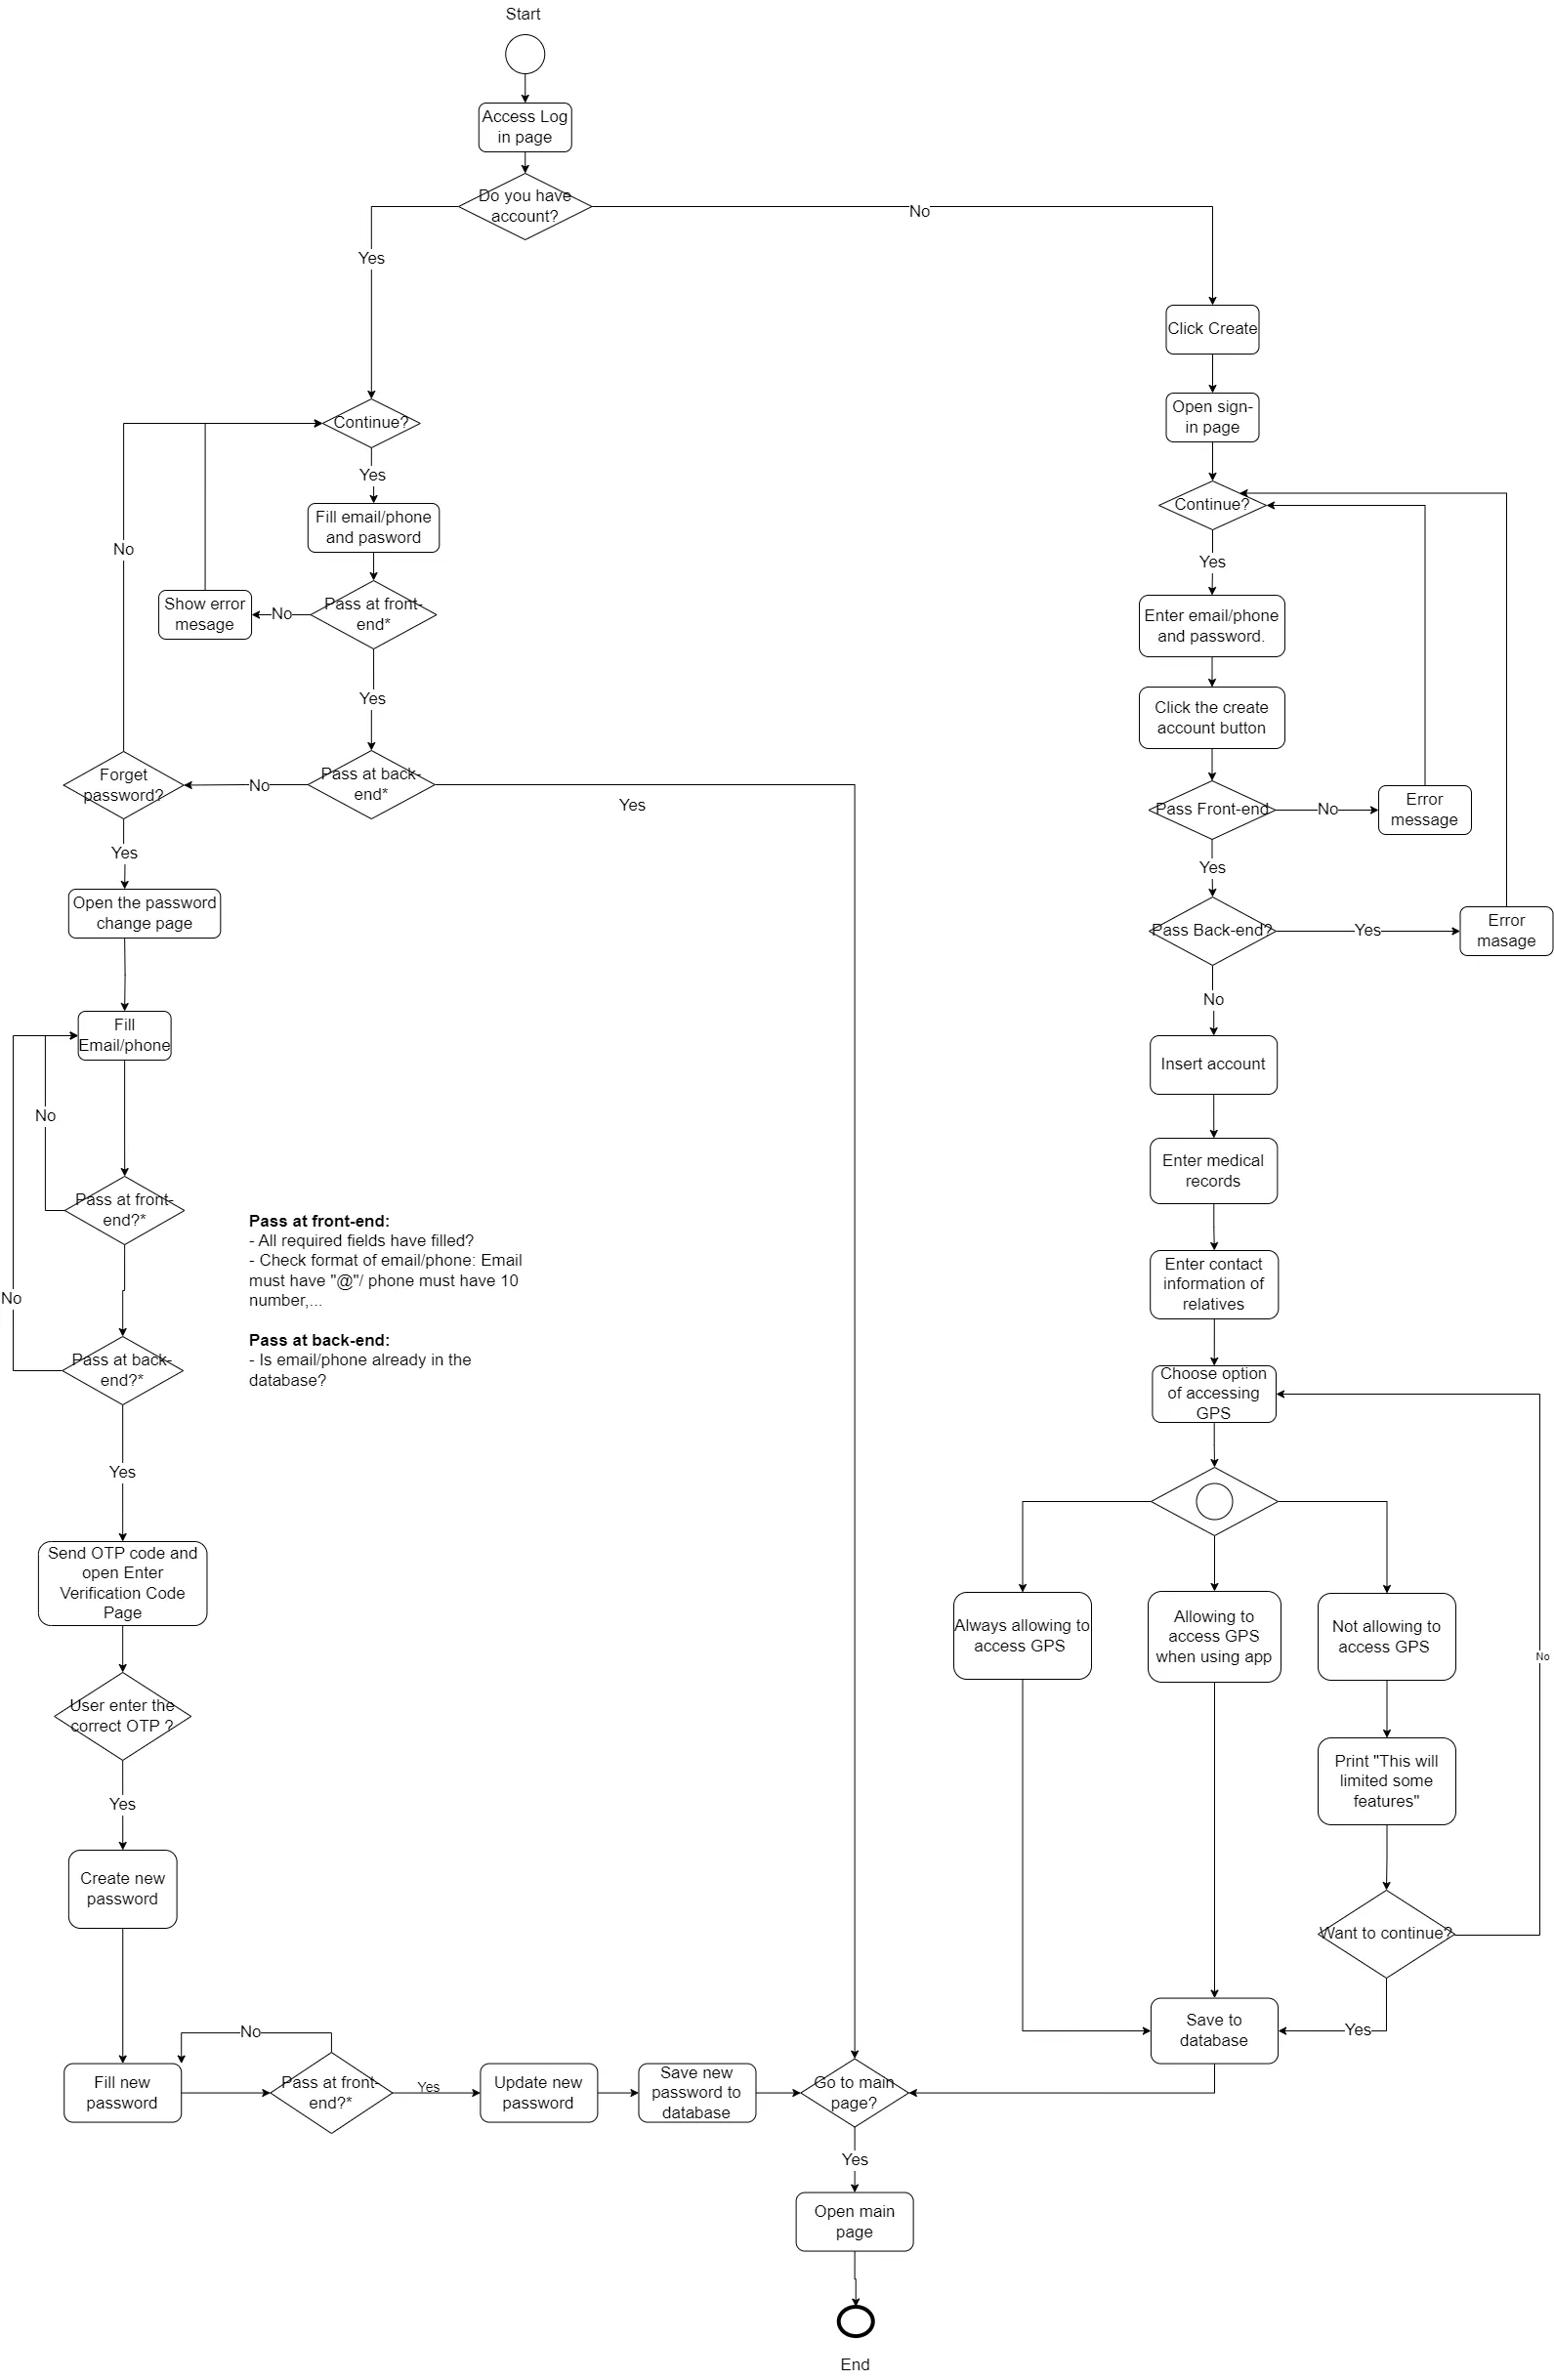 Start
Access Log
in page
Do you have
account?
No
Yes
Click Create
Open sign-
in page
Continue?
Yes
Fill email/phone
and pasword
Continue?
No
Yes
Show error
mesage
No
Pass at front-
end*
Enter email/phone
and password.
Yes
Click the create
account button
Forget
password?
No
Pass at back-
end*
Yes
Pass Front-end
No
Error
message
Yes
Yes
Open the password
change page
Pass Back-end?
Yes
Error
masage
No
Fill
Email/phone
Insert account
No
Enter medical
records
Pass at front-
end?*
Pass at front-end:
- All required fields have filled?
- Check format of email/phone: Email
must have "@"/ phone must have 10
number,...
Pass at back-end:
- Is email/phone already in the
database?
Enter contact
information of
relatives
No
Pass at back-
end?*
Choose option
of accessing
GPS
Yes
Send OTP code and
open Enter
Verification Code
Page
Always allowing to
access GPS
Allowing to
access GPS
when using app
Not allowing to
access GPS
No
User enter the
correct OTP ?
Print "This will
limited some
features"
Yes
Create new
password
Want to continue?
Save to
database
Yes
No
Fill new
password
Pass at front-
end?*
Yes
Update new
password
Save new
password to
database
Go to main
page?
Yes
Open main
page
End